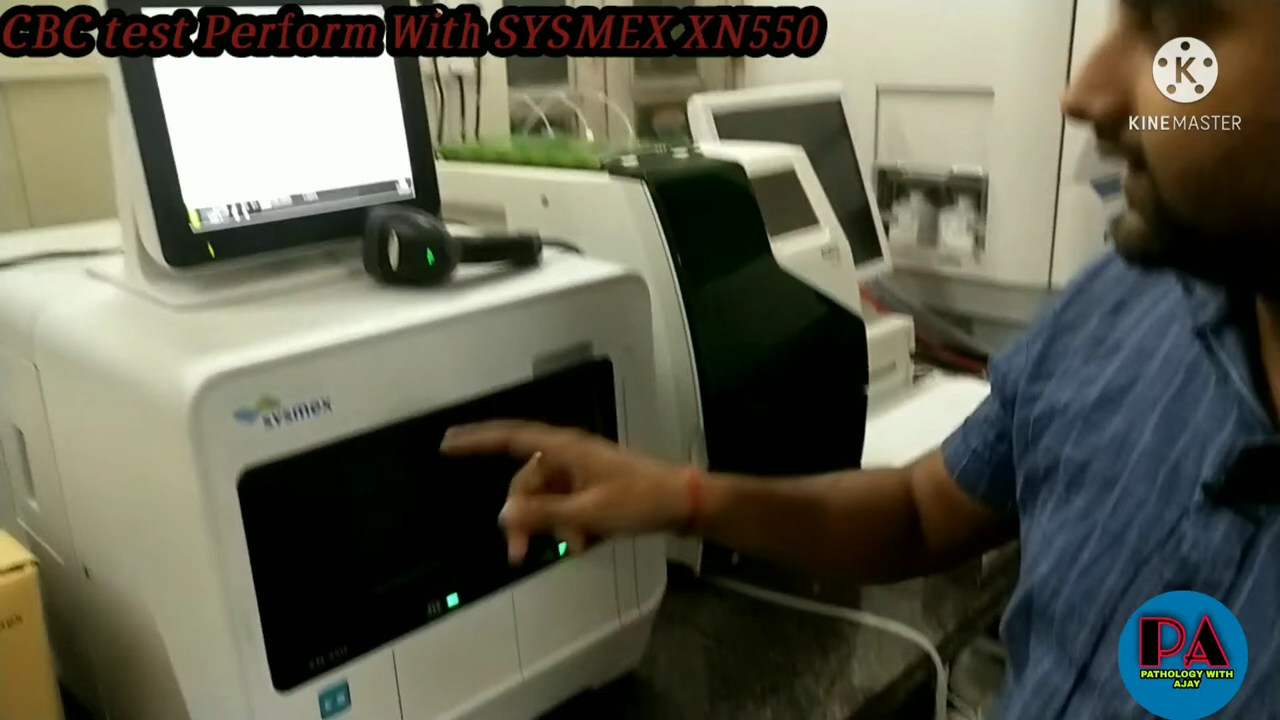 CBC test Perform With SYSMEX XN550
K
KINEMASTER
sysmex
PA
PATHOLOGY WITH
AJAY